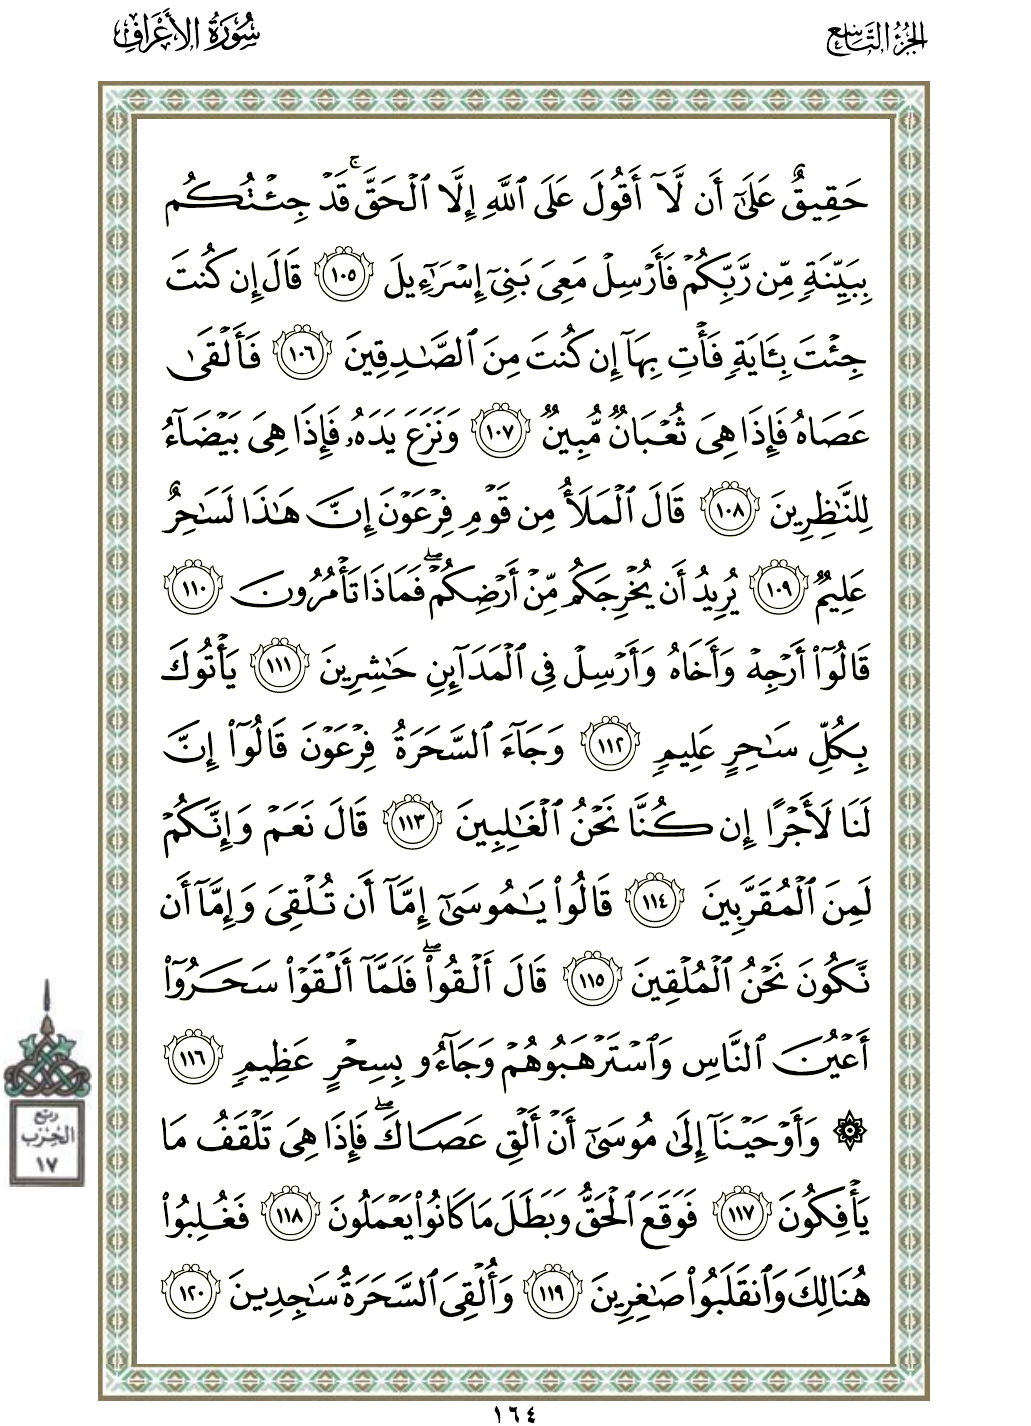 الجزء التاسع
سورة الأعراف
حَقِيقٌ عَلَىٰٓ أَن لَّآ أَقُولَ عَلَى ٱللَّهِ إِلَّا ٱلْحَقَّ ۚ قَدْ جِئْتُكُم
بِبَيِّنَةٍ مِّن رَّبِّكُمْ فَأَرْسِلْ مَعِىَ بَنِىٓ إِسْرَٰٓءِيلَ ١٠٥ قَالَ إِن كُنتَ
جِئْتَ بِـَٔايَةٍ فَأْتِ بِهَآ إِن كُنتَ مِنَ ٱلصَّٰدِقِينَ ١٠٦ فَأَلْقَىٰ
عَصَاهُ فَإِذَا هِىَ ثُعْبَانٌ مُّبِينٌ ١٠٧ وَنَزَعَ يَدَهُۥ فَإِذَا هِىَ بَيْضَآءُ
لِلنَّٰظِرِينَ ١٠٨ قَالَ ٱلْمَلَأُ مِن قَوْمِ فِرْعَوْنَ إِنَّ هَٰذَا لَسَٰحِرٌ
عَلِيمٌ ١٠٩ يُرِيدُ أَن يُخْرِجَكُم مِّنْ أَرْضِكُمْ ۖ فَمَاذَا تَأْمُرُونَ ١١٠
قَالُوٓا۟ أَرْجِهْ وَأَخَاهُ وَأَرْسِلْ فِى ٱلْمَدَآئِنِ حَٰشِرِينَ ١١١ يَأْتُوكَ
بِكُلِّ سَٰحِرٍ عَلِيمٍ ١١٢ وَجَآءَ ٱلسَّحَرَةُ فِرْعَوْنَ قَالُوٓا۟ إِنَّ
لَنَا لَأَجْرًا إِن كُنَّا نَحْنُ ٱلْغَٰلِبِينَ ١١٣ قَالَ نَعَمْ وَإِنَّكُمْ
لَمِنَ ٱلْمُقَرَّبِينَ ١١٤ قَالُوا۟ يَٰمُوسَىٰٓ إِمَّآ أَن تُلْقِىَ وَإِمَّآ أَن
نَّكُونَ نَحْنُ ٱلْمُلْقِينَ ١١٥ قَالَ أَلْقُوا۟ ۖ فَلَمَّآ أَلْقَوْا۟ سَحَرُوٓا۟
أَعْيُنَ ٱلنَّاسِ وَٱسْتَرْهَبُوهُمْ وَجَآءُو بِسِحْرٍ عَظِيمٍ ١١٦
۞ وَأَوْحَيْنَآ إِلَىٰ مُوسَىٰٓ أَنْ أَلْقِ عَصَاكَ ۖ فَإِذَا هِىَ تَلْقَفُ مَا
يَأْفِكُونَ ١١٧ فَوَقَعَ ٱلْحَقُّ وَبَطَلَ مَا كَانُوا۟ يَعْمَلُونَ ١١٨ فَغُلِبُوا۟
هُنَالِكَ وَٱنقَلَبُوا۟ صَٰغِرِينَ ١١٩ وَأُلْقِىَ ٱلسَّحَرَةُ سَٰجِدِينَ ١٢٠
ربع
الحزب
١٧
١٦٤